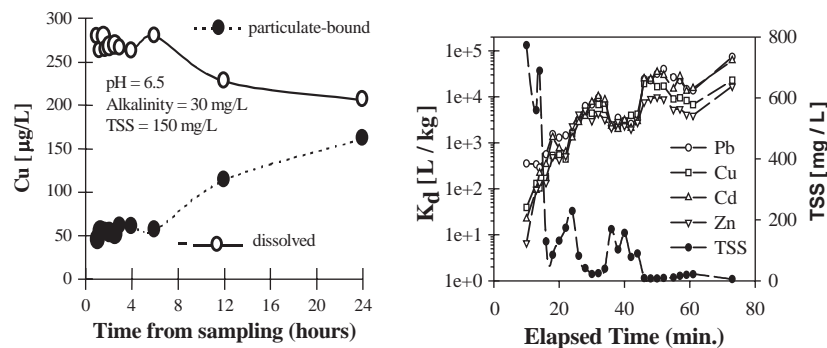 300
250
200
150
100
50
0
Cu [ µg/L ]
particulate-bound
pH = 6.5
Alkalinity = 30 mg/L
TSS = 150 mg/L
dissolved
0 4 8 12 16 20 24
Time from sampling (hours)
1e+5
1e+4
1e+3
1e+2
1e+1
1e+0
Kd [ L / kg ]
Pb
Cu
Cd
Zn
TSS
800
600
400
200
0
TSS [ mg / L ]
0 20 40 60 80
Elapsed Time (min.)